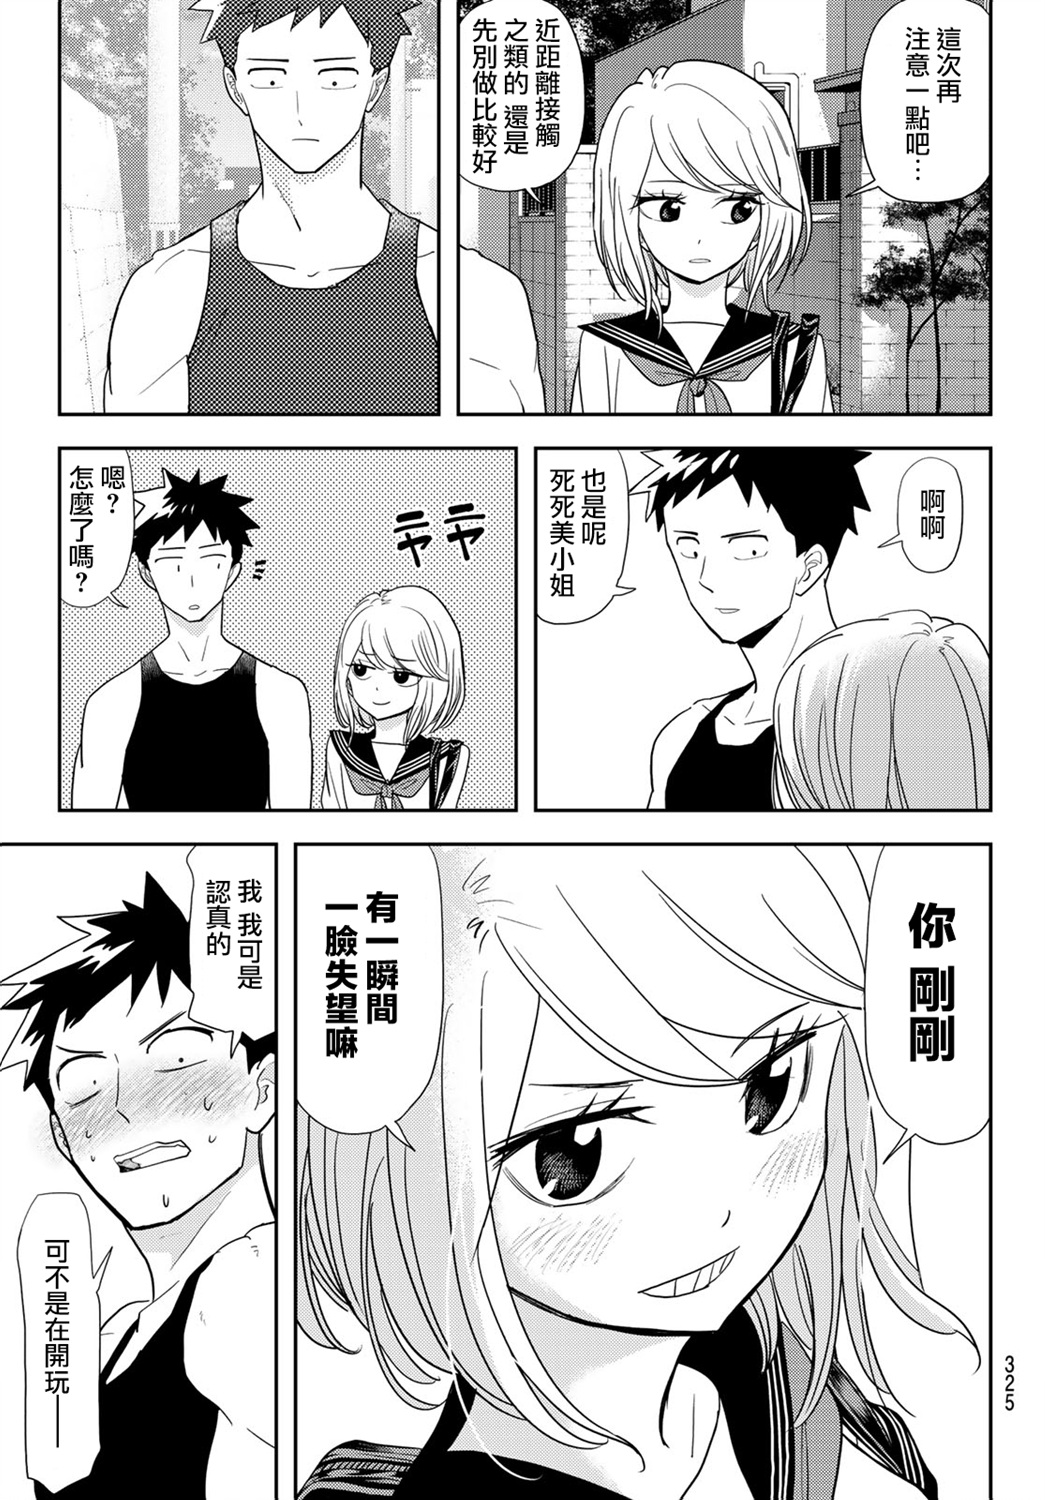 這次再
注意一點吧…
近距離接觸
之類的 還是
先別做比較好
啊啊
也是呢
死死美小姐
ニヤ
ニヤ
嗯?
怎麼了嗎?
你 剛剛
有一瞬間
一臉失望嘛
我 我可是
認真的
可不是在開玩——
325